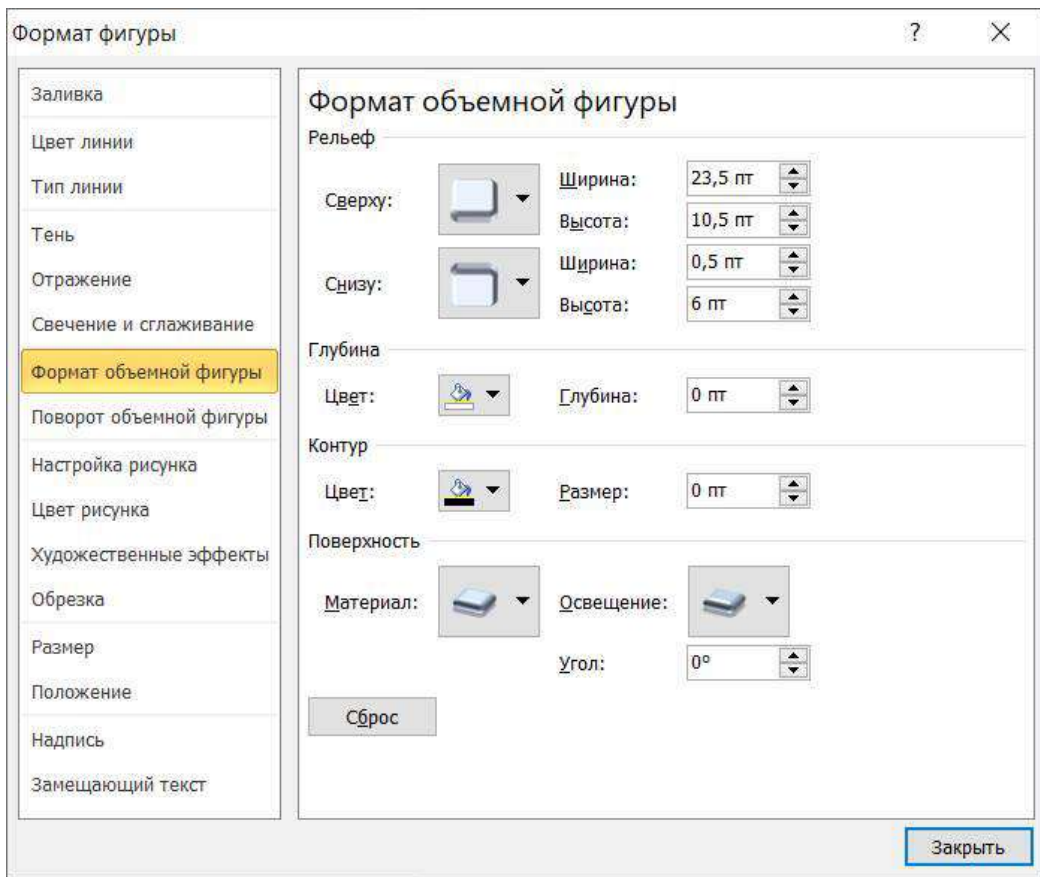 Формат фигуры
?
Заливка
Цвет линии
Тип линии
Тень
Отражение
Свечение и сглаживание
Формат объемной фигуры
Поворот объемной фигуры
Настройка рисунка
Цвет рисунка
Художественные эффекты
Обрезка
Размер
Положение
Надпись
Замещающий текст
Формат объемной фигуры
Рельеф
Сверху:
Ширина: 23,5 пт
Высота: 10,5 пт
Снизу:
Ширина: 0,5 пт
Высота: 6 пт
Глубина
Цвет: Глубина: 0 пт
Контур
Цвет: Размер: 0 пт
Поверхность
Материал: Освещение:
Угол: 0°
Сброс
Закрыть